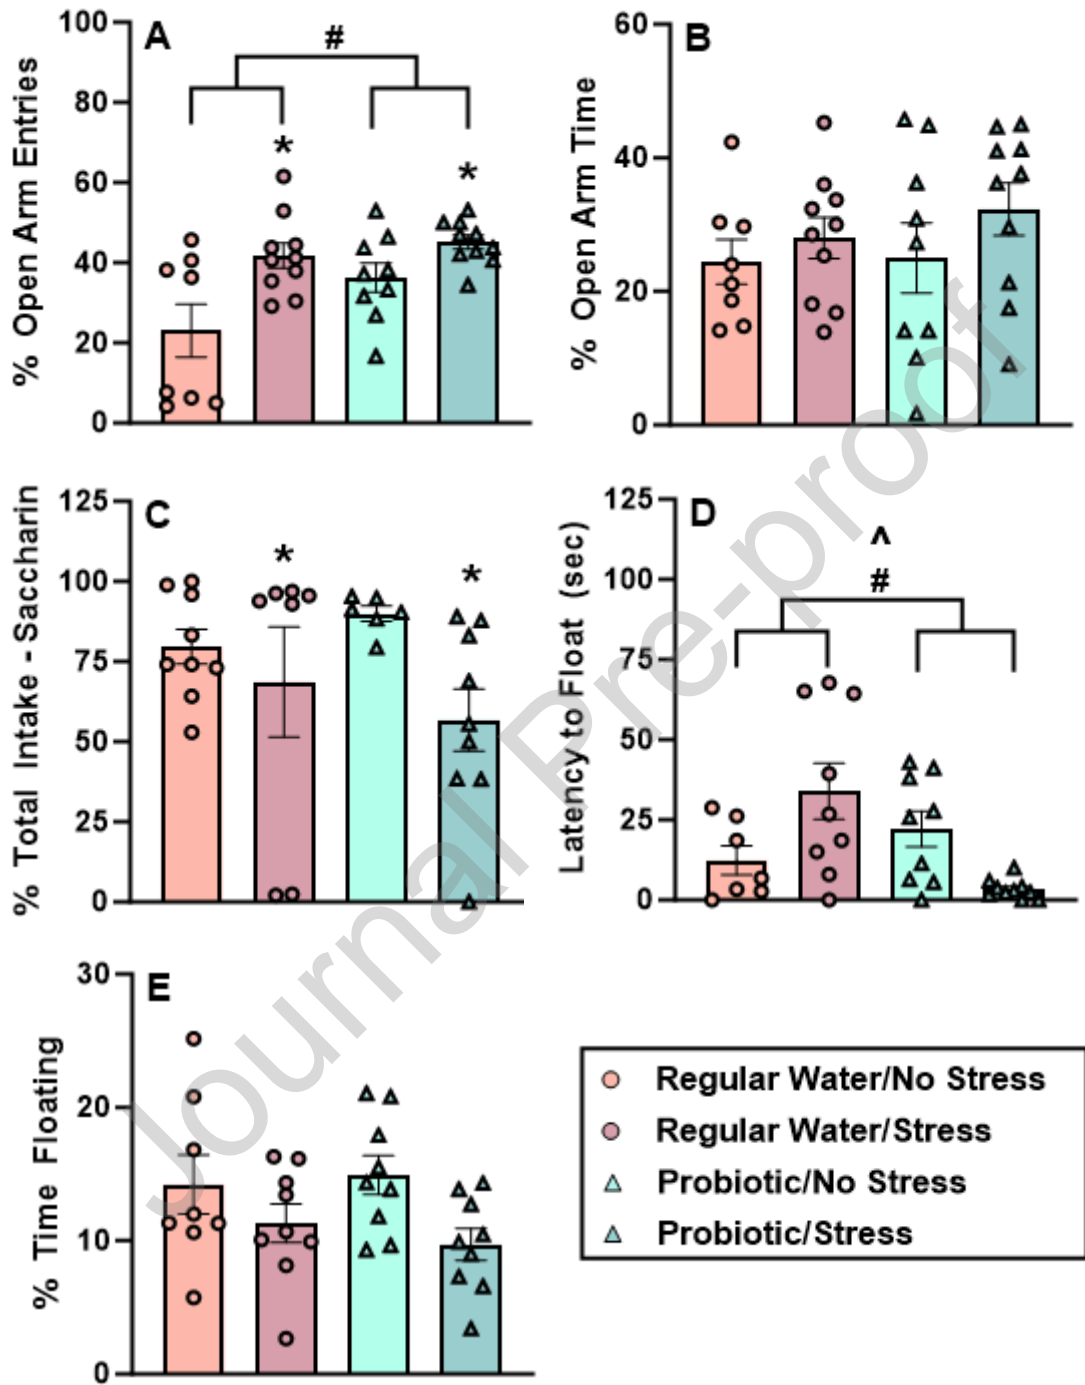 A
#
*
*
100
80
60
40
20
0
% Open Arm Entries
B
60
40
20
0
% Open Arm Time
C
*
*
125
100
75
50
25
0
% Total Intake - Saccharin
D
^
#
125
100
75
50
25
0
Latency to Float (sec)
E
30
20
10
0
% Time Floating
Regular Water/No Stress
Regular Water/Stress
Probiotic/No Stress
Probiotic/Stress
Journal Pre-proof